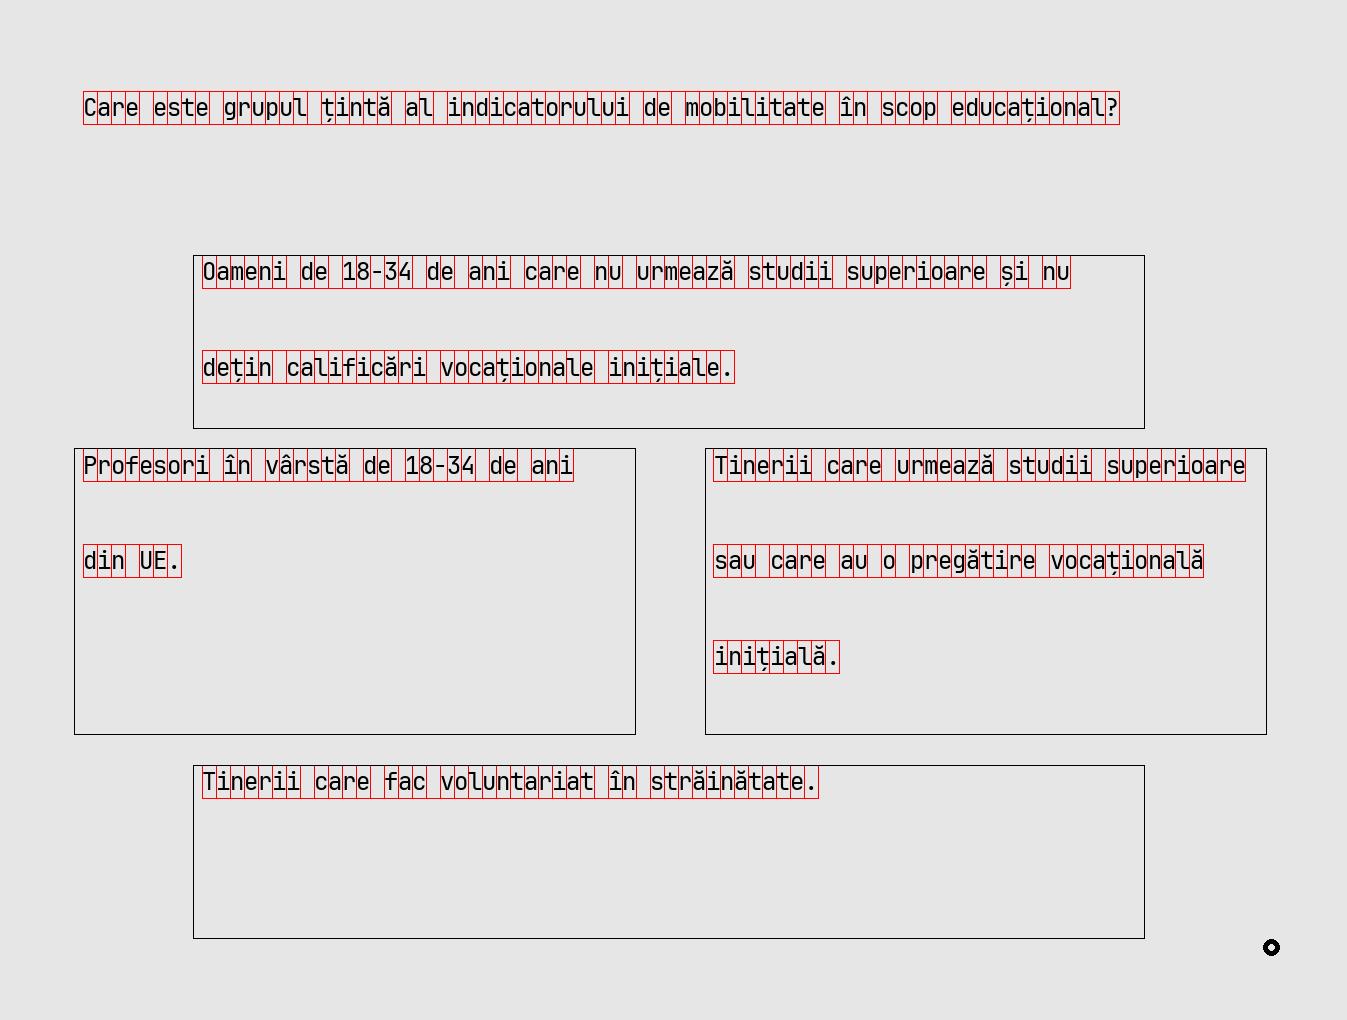 Care este grupul țintă al indicatorului de mobilitate în scop educațional?
Oameni de 18-34 de ani care nu urmează studii superioare și nu
dețin calificări vocaționale inițiale.
Profesori în vârstă de 18-34 de ani
din UE.
Tinerii care urmează studii superioare
sau care au o pregătire vocațională
inițială.
Tinerii care fac voluntariat în străinătate.